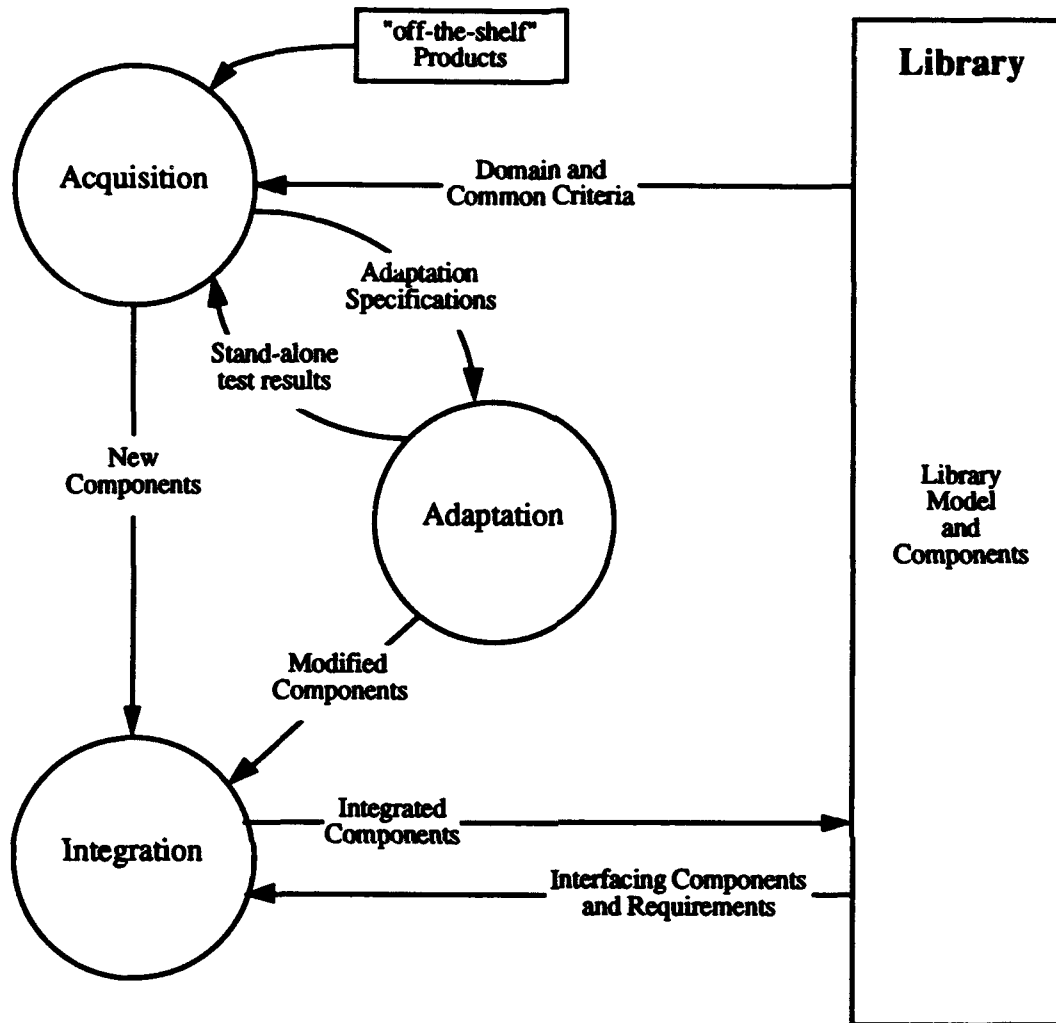 "off-the-shelf"
Products
Library
Acquisition
Domain and
Common Criteria
Adaptation
Specifications
Stand-alone
test results
New
Components
Adaptation
Library
Model
and
Components
Modified
Components
Integration
Integrated
Components
Interfacing Components
and Requirements